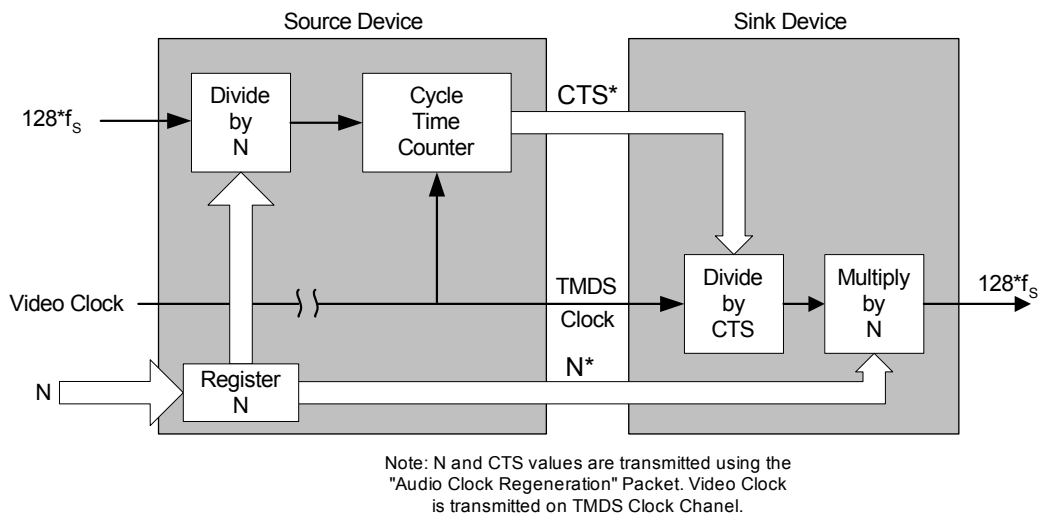 Source Device
Sink Device
128*fS
Divide
by
N
Cycle
Time
Counter
CTS*
Video Clock
TMDS
Clock
Divide
by
CTS
Multiply
by
N
128*fS
N
Register
N
N*
Note: N and CTS values are transmitted using the
"Audio Clock Regeneration" Packet. Video Clock
is transmitted on TMDS Clock Chanel.